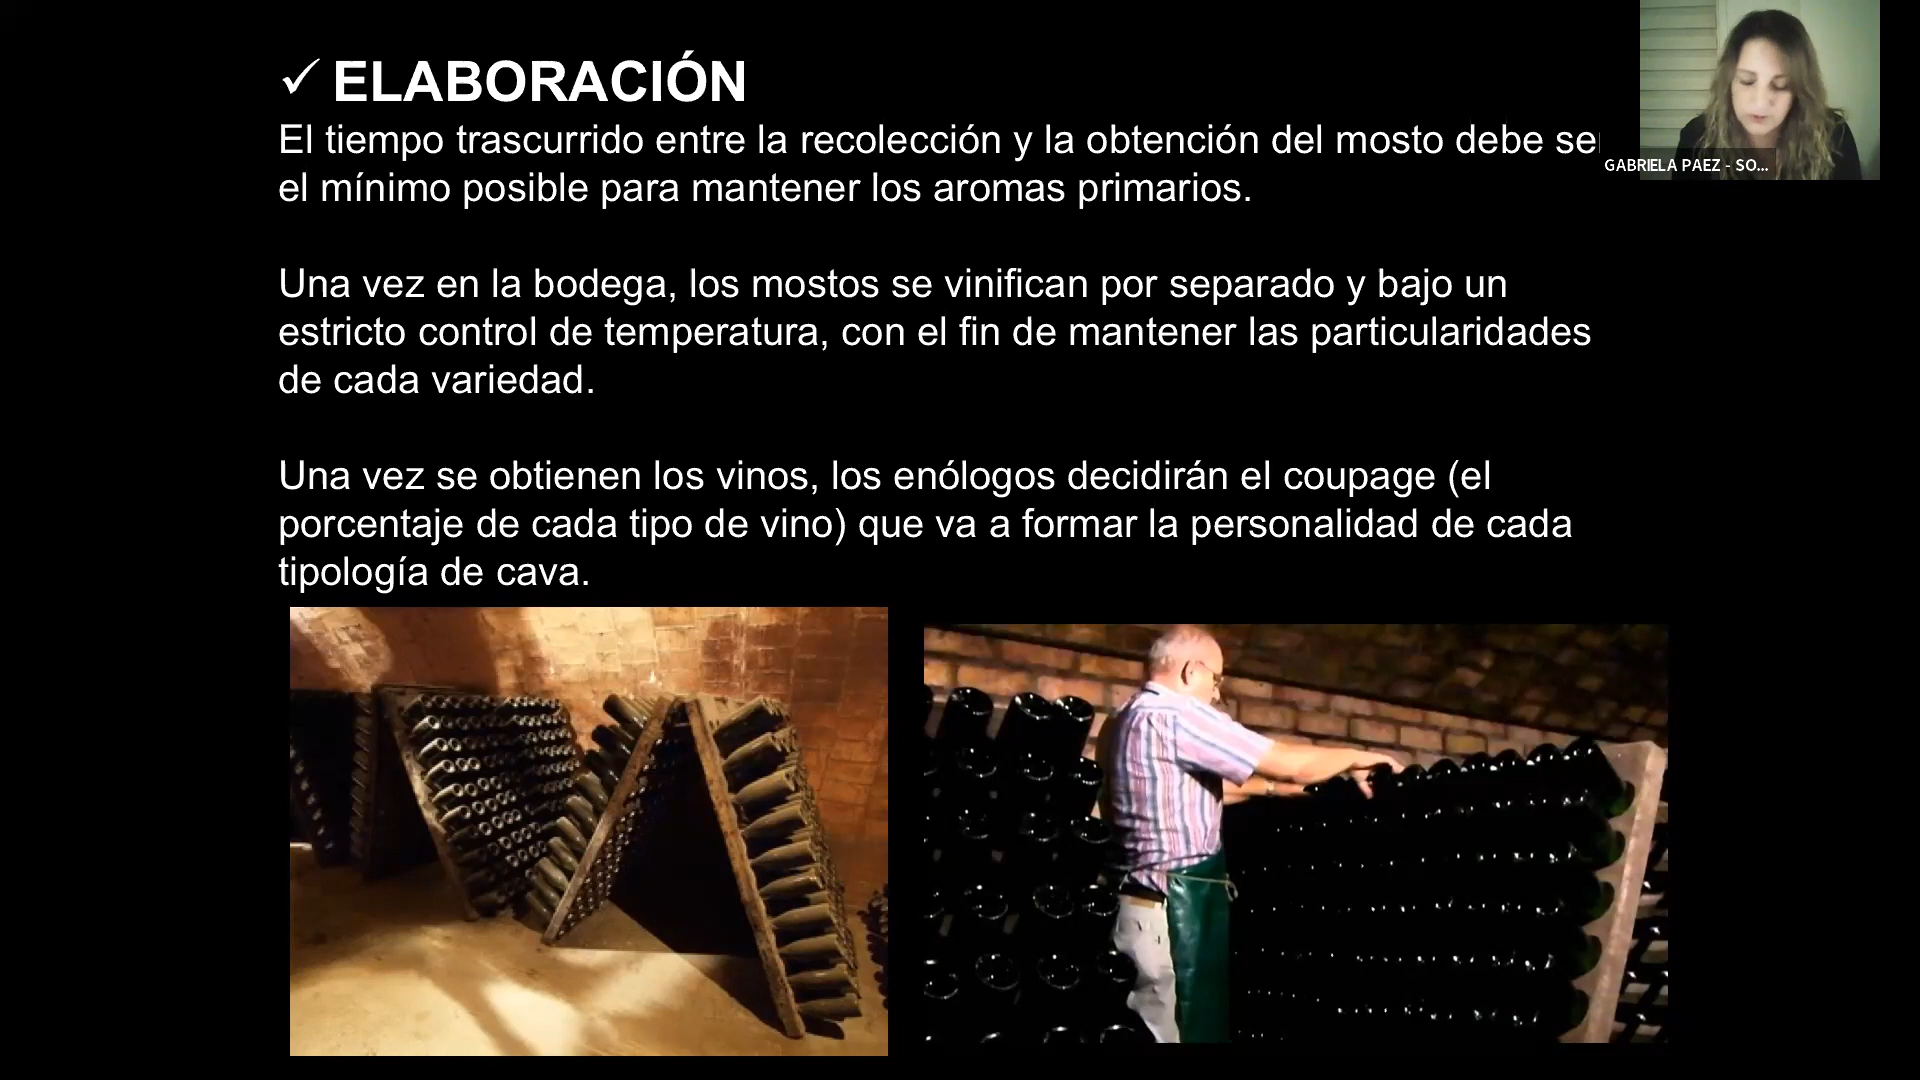 ✓ ELABORACIÓN
El tiempo trascurrido entre la recolección y la obtención del mosto debe ser
el mínimo posible para mantener los aromas primarios.
Una vez en la bodega, los mostos se vinifican por separado y bajo un
estricto control de temperatura, con el fin de mantener las particularidades
de cada variedad.
Una vez se obtienen los vinos, los enólogos decidirán el coupage (el
porcentaje de cada tipo de vino) que va a formar la personalidad de cada
tipología de cava.
GABRIELA PAEZ - SO...